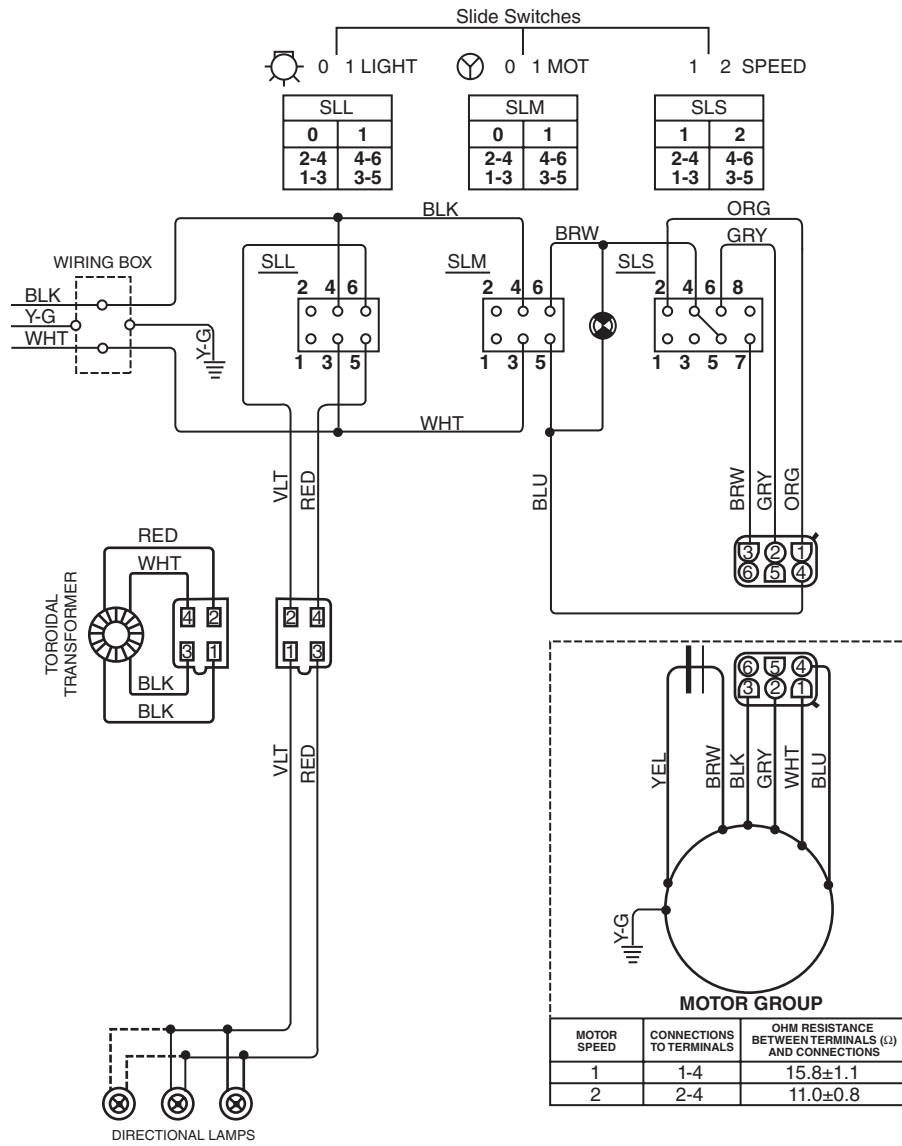 Slide Switches
0 1 LIGHT 0 1 MOT 1 2 SPEED
SLL SLM SLS
0 1 0 1 1 2
2-4 4-6 2-4 4-6 2-4 4-6
1-3 3-5 1-3 3-5 1-3 3-5
BLK
ORG
BRW
GRY
WIRING BOX
SLL
SLM
SLS
2 4 6
2 4 6
2 4 6 8
BLK
Y-G
WHT
Y-G
1 3 5
1 3 5
1 3 5 7
WHT
VLT
RED
BLU
BRW
GRY
ORG
RED
WHT
3 2 1
6 5 4
TOROIDAL
TRANSFORMER
4 2
3 1
2 4
1 3
BLK
BLK
6 5 4
3 2 1
VLT
RED
YEL
BRW
BLK
GRY
WHT
BLU
Y-G
MOTOR GROUP
MOTOR
SPEED
CONNECTIONS
TO TERMINALS
OHM RESISTANCE
BETWEEN TERMINALS (Ω)
AND CONNECTIONS
1 1-4 15.8±1.1
2 2-4 11.0±0.8
DIRECTIONAL LAMPS